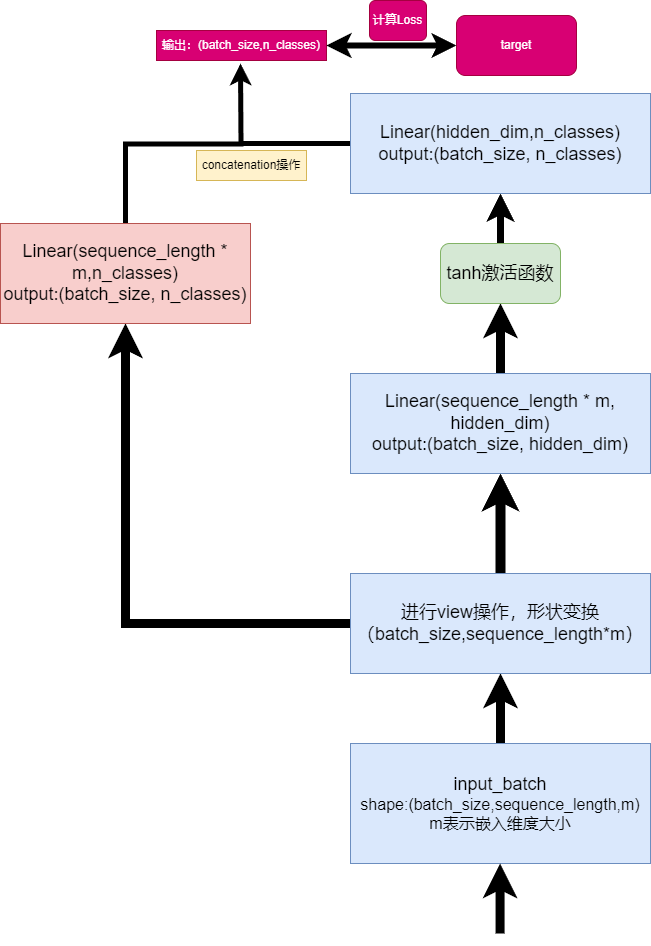 计算Loss
输出：(batch_size,n_classes)
target
Linear(hidden_dim,n_classes)
output:(batch_size, n_classes)
concatenation操作
Linear(sequence_length *
m,n_classes)
output:(batch_size, n_classes)
tanh激活函数
Linear(sequence_length * m,
hidden_dim)
output:(batch_size, hidden_dim)
进行view操作，形状变换
（batch_size,sequence_length*m）
input_batch
shape:(batch_size,sequence_length,m)
m表示嵌入维度大小